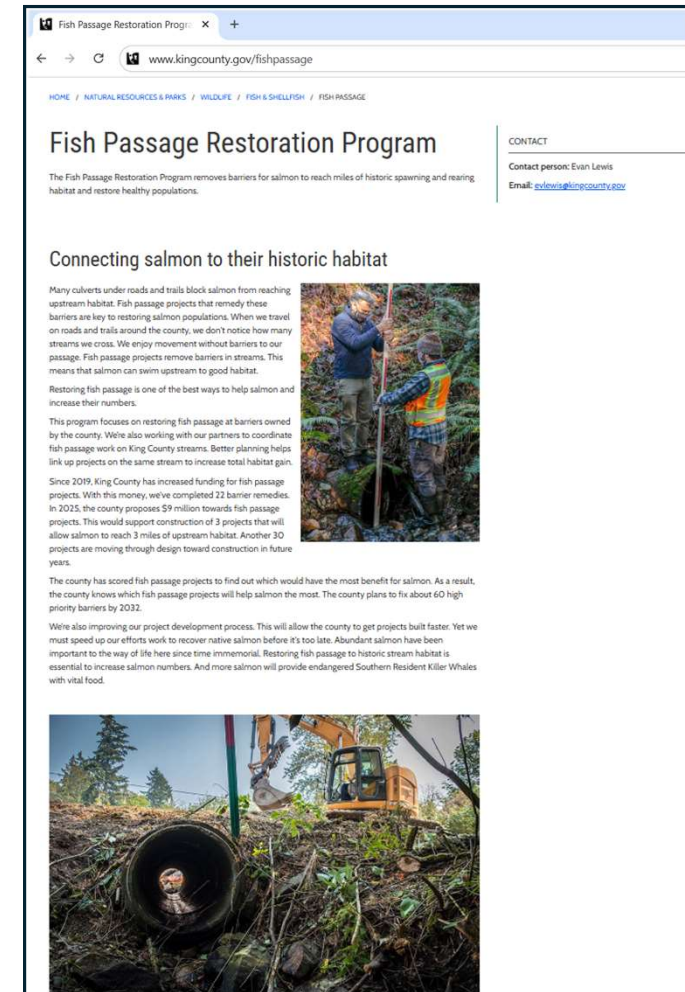 Fish Passage Restoration Progra
www.kingcounty.gov/fishpassage
HOME / NATURAL RESOURCES & PARKS / WILDLIFE / FISH & SHELLFISH / FISH PASSAGE
Fish Passage Restoration Program
The Fish Passage Restoration Program removes barriers for salmon to reach miles of historic spawning and rearing
habitat and restore healthy populations.
CONTACT
Contact person: Evan Lewis
Email: evlewis@kingcounty.gov
Connecting salmon to their historic habitat
Many culverts under roads and trails block salmon from reaching
upstream habitat. Fish passage projects that remedy these
barriers are key to restoring salmon populations. When we travel
on roads and trails around the county, we don't notice how many
streams we cross. We enjoy movement without barriers to our
passage. Fish passage projects remove barriers in streams. This
means that salmon can swim upstream to good habitat.
Restoring fish passage is one of the best ways to help salmon and
increase their numbers.
This program focuses on restoring fish passage at barriers owned
by the county. We're also working with our partners to coordinate
fish passage work on King County streams. Better planning helps
link up projects on the same stream to increase total habitat gain.
Since 2019, King County has increased funding for fish passage
projects. With this money, we've completed 22 barrier remedies.
In 2025, the county proposes $9 million towards fish passage
projects. This would support construction of 3 projects that will
allow salmon to reach 3 miles of upstream habitat. Another 30
projects are moving through design toward construction in future
years.
The county has scored fish passage projects to find out which would have the most benefit for salmon. As a result,
the county knows which fish passage projects will help salmon the most. The county plans to fix about 60 high
priority barriers by 2032.
We're also improving our project development process. This will allow the county to get projects built faster. Yet we
must speed up our efforts work to recover native salmon before it's too late. Abundant salmon have been
important to the way of life here since time immemorial. Restoring fish passage to historic stream habitat is
essential to increase salmon numbers. And more salmon will provide endangered Southern Resident Killer Whales
with vital food.